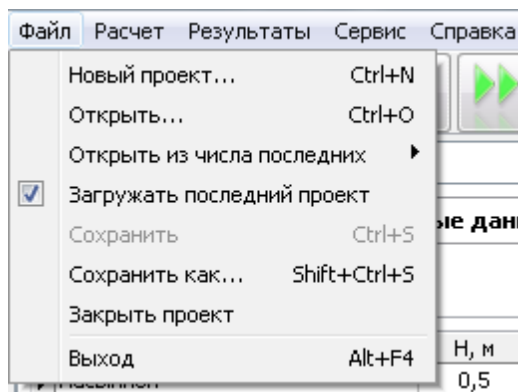 Файл Расчет Результаты Сервис Справка
Новый проект... Ctrl+N
Открыть... Ctrl+O
Открыть из числа последних
Загружать последний проект
Сохранить Ctrl+S
Сохранить как... Shift+Ctrl+S
Закрыть проект
H, м
Выход Alt+F4
0,5